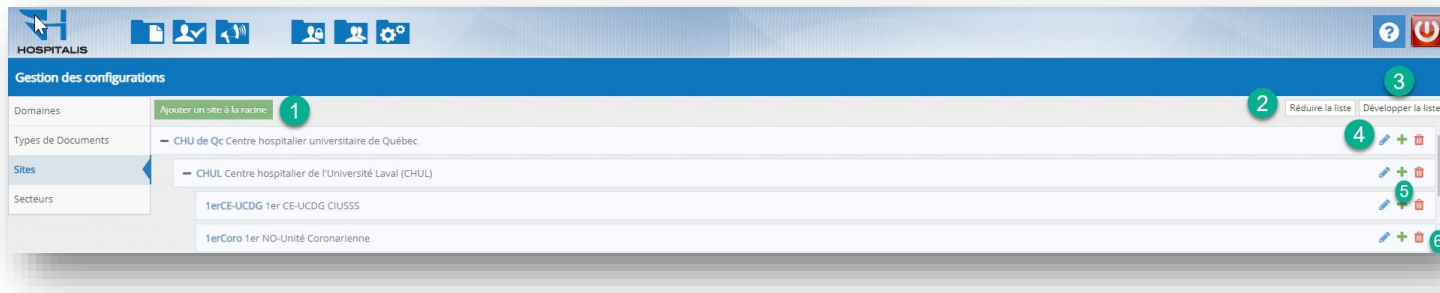 HOSPITALIS
?
Gestion des configurations
3
Domaines
Ajouter un site à la racine 1
2 Réduire la liste Développer la liste
Types de Documents
CHU de Qc Centre hospitalier universitaire de Québec
4
Sites
CHUL Centre hospitalier de l'Université Laval (CHUL)
Secteurs
1erCE-UCDG 1er CE-UCDG CIUSSS
5
1erCoro 1er NO-Unité Coronarienne
6